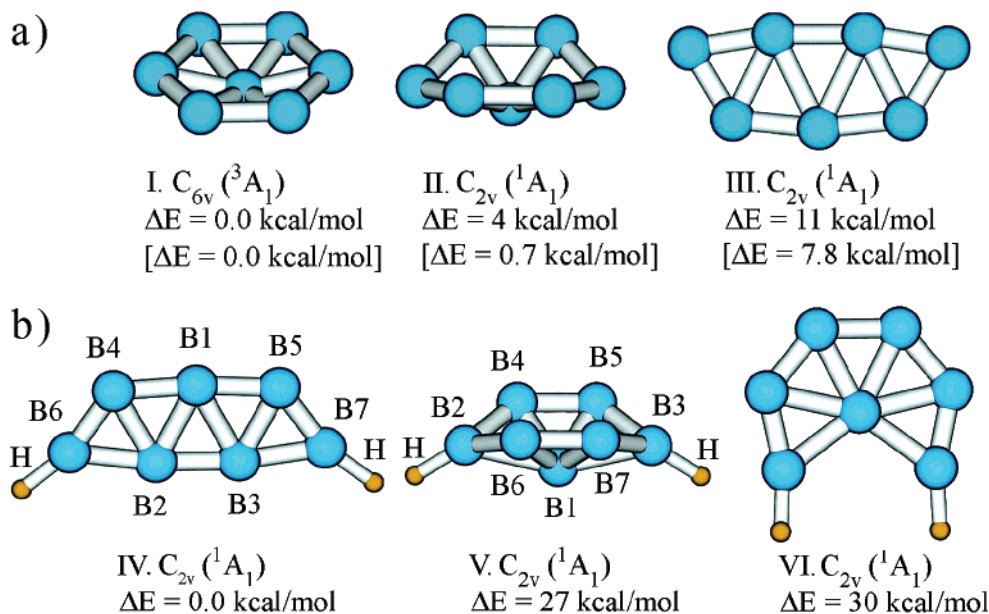 a)
I. C6v (³A1)
ΔE = 0.0 kcal/mol
[ΔE = 0.0 kcal/mol]
II. C2v (¹A1)
ΔE = 4 kcal/mol
[ΔE = 0.7 kcal/mol]
III. C2v (¹A1)
ΔE = 11 kcal/mol
[ΔE = 7.8 kcal/mol]
b)
B4 B1 B5
B6 B7
H H
B2 B3
IV. C2v (¹A1)
ΔE = 0.0 kcal/mol
B4 B5
B2 B3
H H
B6 B7
B1
V. C2v (¹A1)
ΔE = 27 kcal/mol
VI. C2v (¹A1)
ΔE = 30 kcal/mol